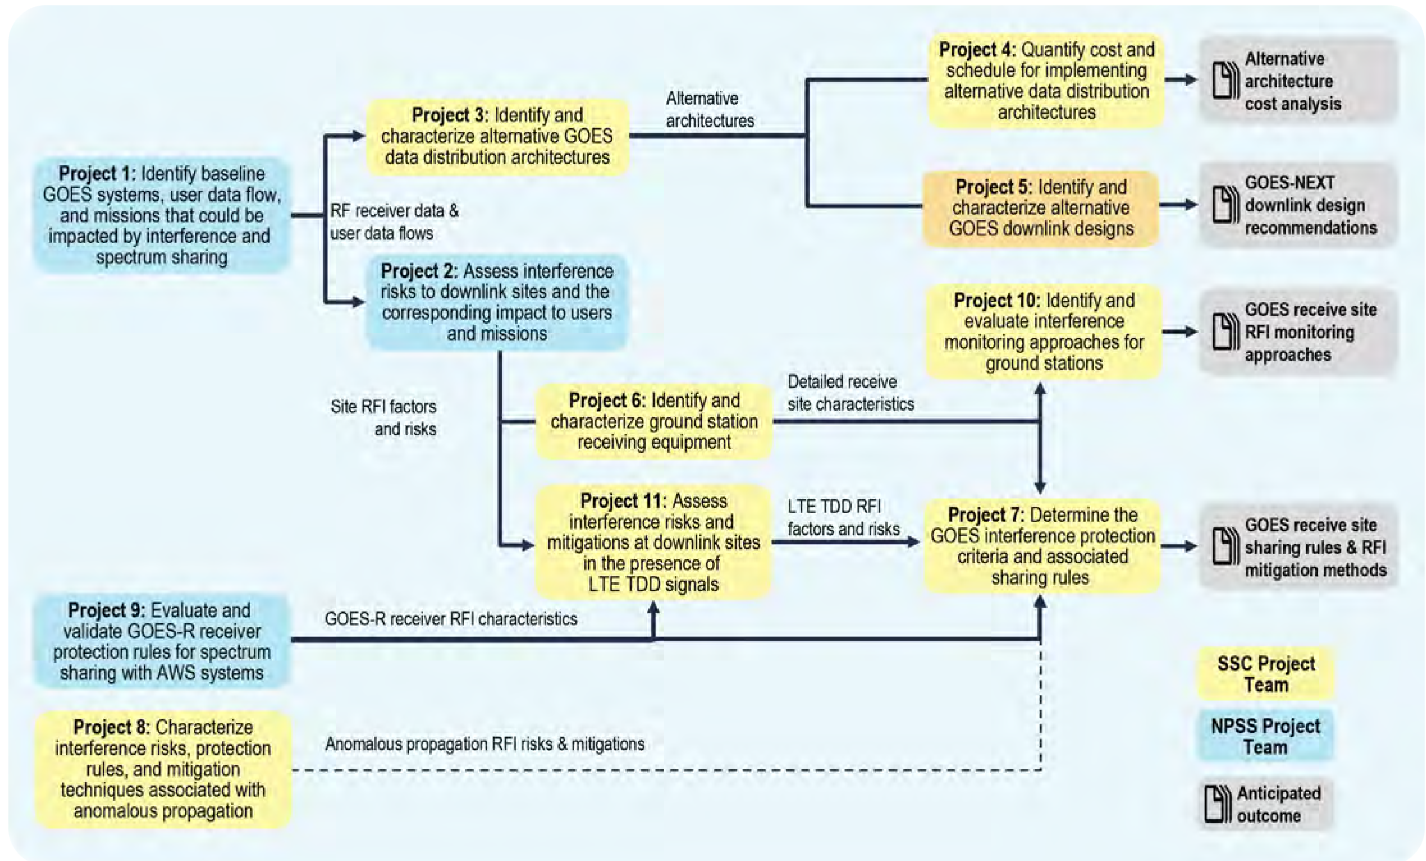 Project 1: Identify baseline
GOES systems, user data flow,
and missions that could be
impacted by interference and
spectrum sharing
RF receiver data &
user data flows
Project 3: Identify and
characterize alternative GOES
data distribution architectures
Alternative
architectures
Project 4: Quantify cost and
schedule for implementing
alternative data distribution
architectures
Alternative
architecture
cost analysis
Project 5: Identify and
characterize alternative
GOES downlink designs
GOES-NEXT
downlink design
recommendations
Project 2: Assess interference
risks to downlink sites and the
corresponding impact to users
and missions
Site RFI factors
and risks
Project 6: Identify and
characterize ground station
receiving equipment
Detailed receive
site characteristics
Project 10: Identify and
evaluate interference
monitoring approaches for
ground stations
GOES receive site
RFI monitoring
approaches
Project 11: Assess
interference risks and
mitigations at downlink sites
in the presence of
LTE TDD signals
LTE TDD RFI
factors and risks
Project 7: Determine the
GOES interference protection
criteria and associated
sharing rules
GOES receive site
sharing rules & RFI
mitigation methods
Project 9: Evaluate and
validate GOES-R receiver
protection rules for spectrum
sharing with AWS systems
GOES-R receiver RFI characteristics
Project 8: Characterize
interference risks, protection
rules, and mitigation
techniques associated with
anomalous propagation
Anomalous propagation RFI risks & mitigations
SSC Project
Team
NPSS Project
Team
Anticipated
outcome